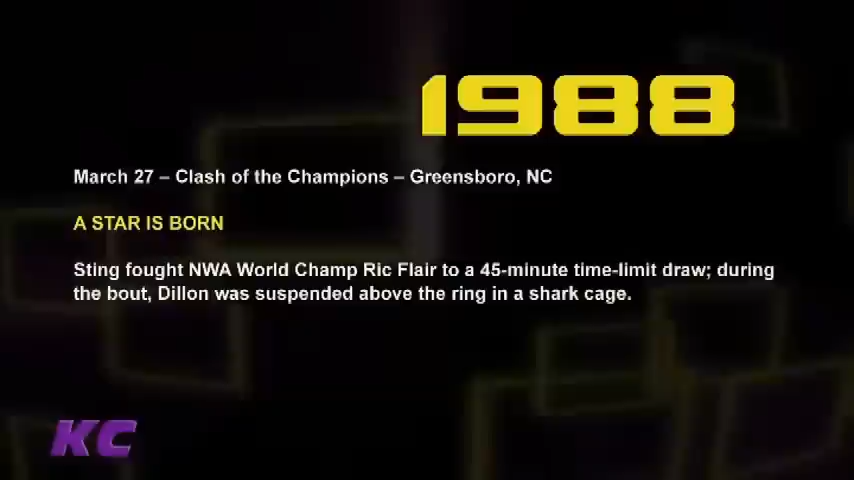 1988
March 27 – Clash of the Champions – Greensboro, NC
A STAR IS BORN
Sting fought NWA World Champ Ric Flair to a 45-minute time-limit draw; during
the bout, Dillon was suspended above the ring in a shark cage.
KC